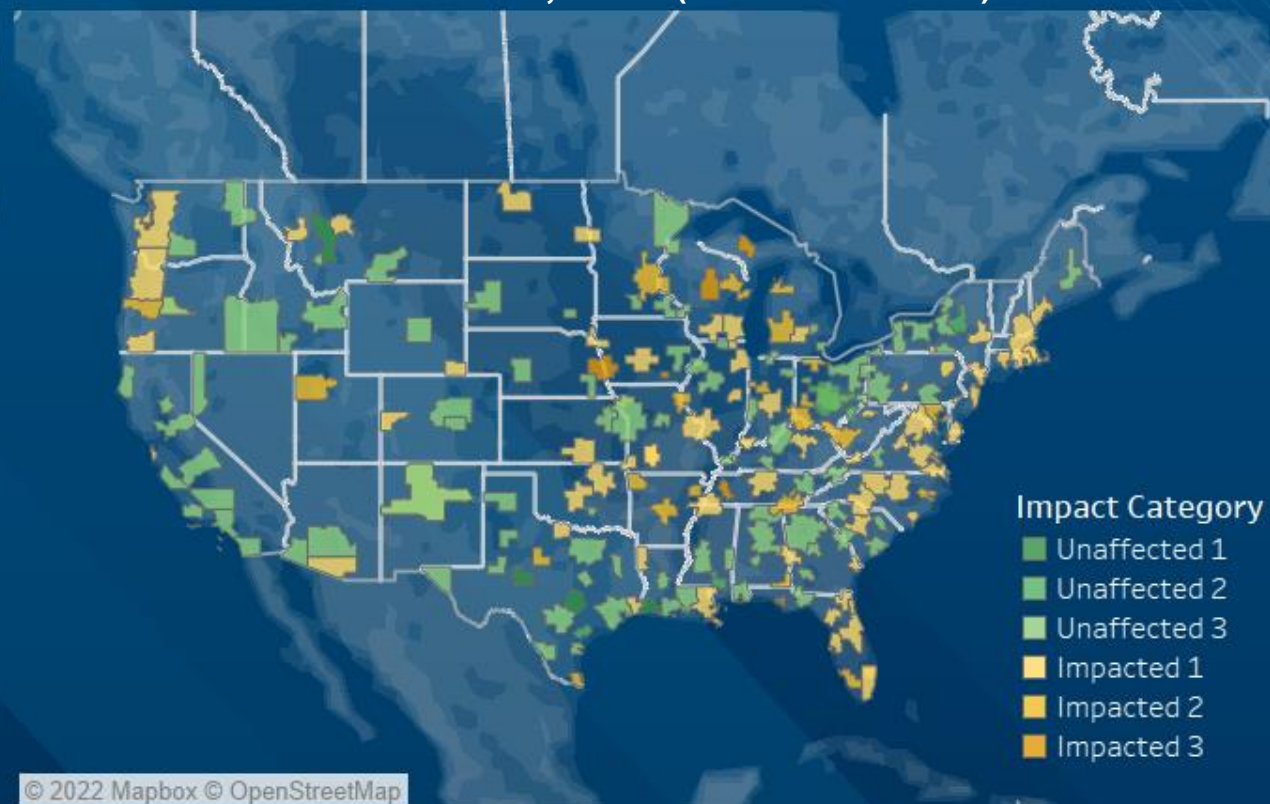 Impact Category
Unaffected 1
Unaffected 2
Unaffected 3
Impacted 1
Impacted 2
Impacted 3
© 2022 Mapbox © OpenStreetMap